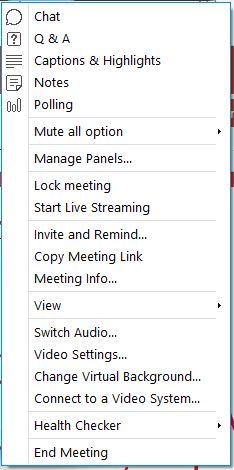 Chat
Q & A
Captions & Highlights
Notes
Polling
Mute all option
Manage Panels...
Lock meeting
Start Live Streaming
Invite and Remind...
Copy Meeting Link
Meeting Info...
View
Switch Audio...
Video Settings...
Change Virtual Background...
Connect to a Video System...
Health Checker
End Meeting